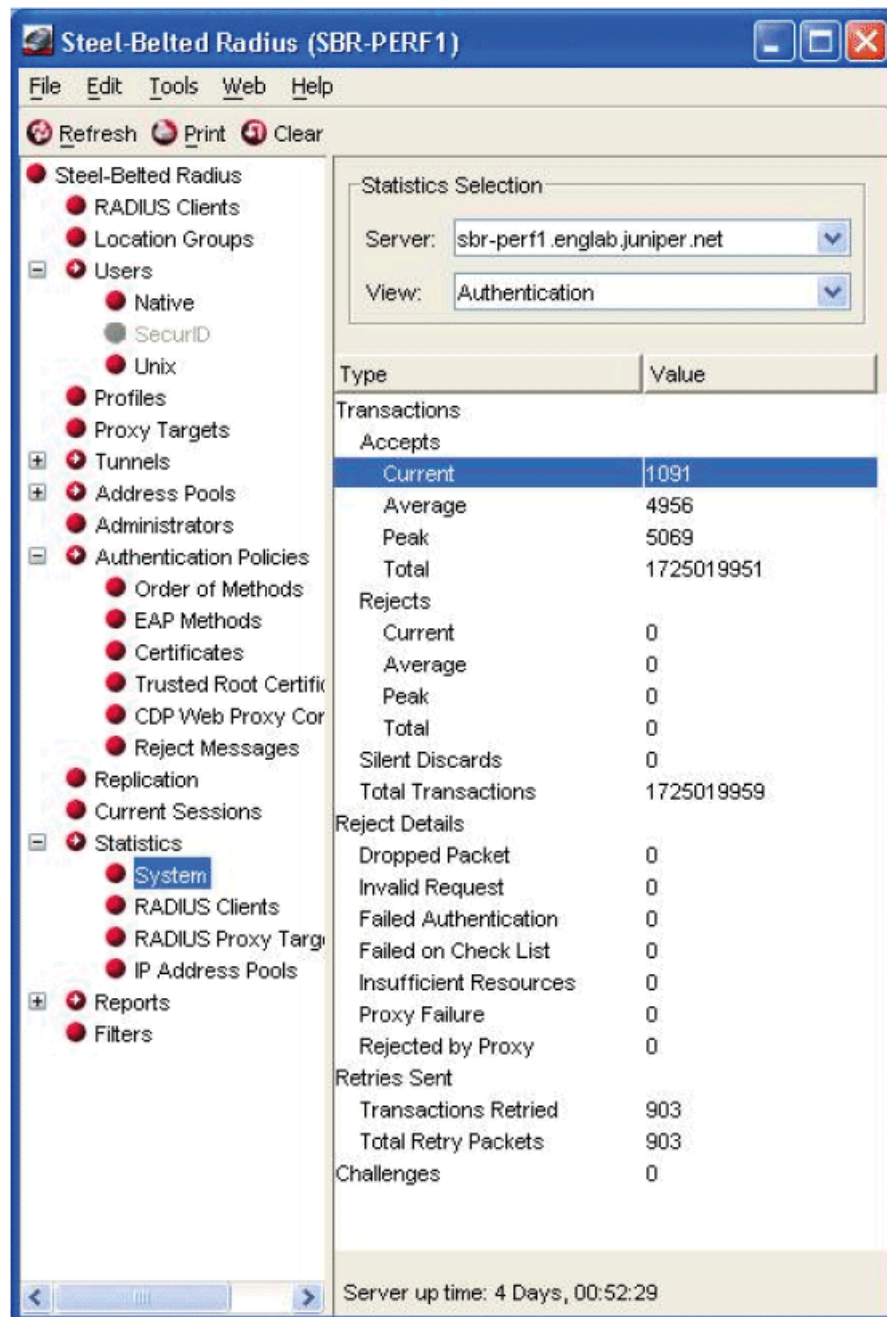 Steel-Belted Radius (SBR-PERF1)
File Edit Tools Web Help
Refresh Print Clear
Steel-Belted Radius
RADIUS Clients
Location Groups
Users
Native
SecurID
Unix
Profiles
Proxy Targets
Tunnels
Address Pools
Administrators
Authentication Policies
Order of Methods
EAP Methods
Certificates
Trusted Root Certific
CDP Web Proxy Cor
Reject Messages
Replication
Current Sessions
Statistics
System
RADIUS Clients
RADIUS Proxy Targe
IP Address Pools
Reports
Filters
Statistics Selection
Server: sbr-perf1.englab.juniper.net
View: Authentication
Type Value
Transactions
Accepts
Current 1091
Average 4956
Peak 5069
Total 1725019951
Rejects
Current 0
Average 0
Peak 0
Total 0
Silent Discards 0
Total Transactions 1725019959
Reject Details
Dropped Packet 0
Invalid Request 0
Failed Authentication 0
Failed on Check List 0
Insufficient Resources 0
Proxy Failure 0
Rejected by Proxy 0
Retries Sent
Transactions Retried 903
Total Retry Packets 903
Challenges 0
Server up time: 4 Days, 00:52:29